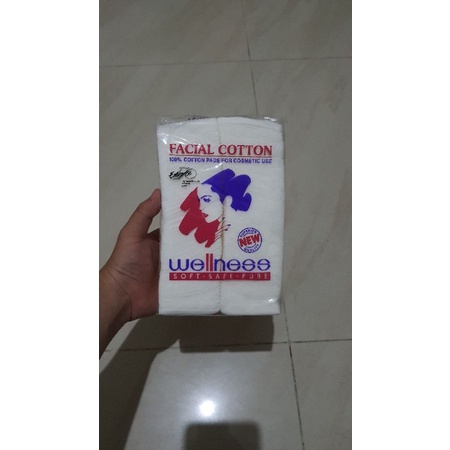 FACIAL COTTON
100% COTTON PADS FOR COSMETIC USE
NEW
wellness
SOFT-SAFE-PURE